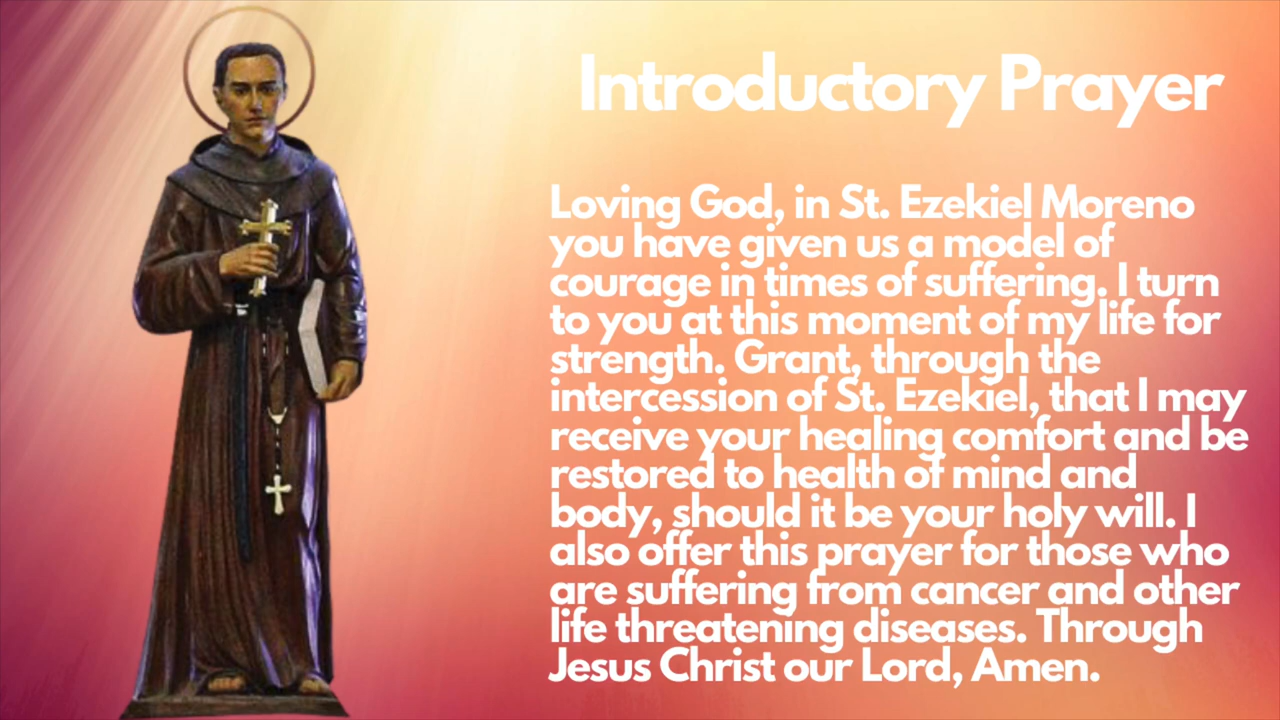 Introductory Prayer
Loving God, in St. Ezekiel Moreno
you have given us a model of
courage in times of suffering. I turn
to you at this moment of my life for
strength. Grant, through the
intercession of St. Ezekiel, that I may
receive your healing comfort and be
restored to health of mind and
body, should it be your holy will. I
also offer this prayer for those who
are suffering from cancer and other
life threatening diseases. Through
Jesus Christ our Lord, Amen.